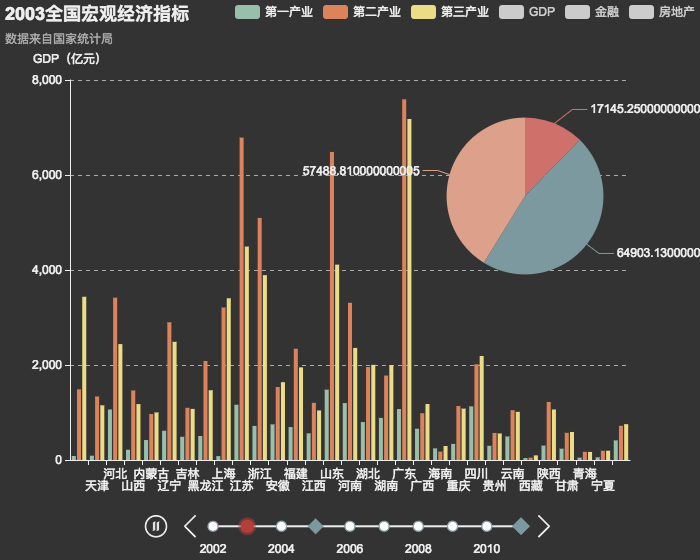 2003全国宏观经济指标
第一产业 第二产业 第三产业 GDP 金融 房地产
数据来自国家统计局
GDP（亿元）
8,000
6,000
4,000
2,000
0
17145.25000000000
57488.810000000005
64903.1300000
河北 内蒙古 吉林 上海 浙江 福建 山东 湖北 广东 海南 四川 云南 陕西 青海
天津 山西 辽宁 黑龙江 江苏 安徽 江西 河南 湖南 广西 重庆 贵州 西藏 甘肃 宁夏
2002 2004 2006 2008 2010